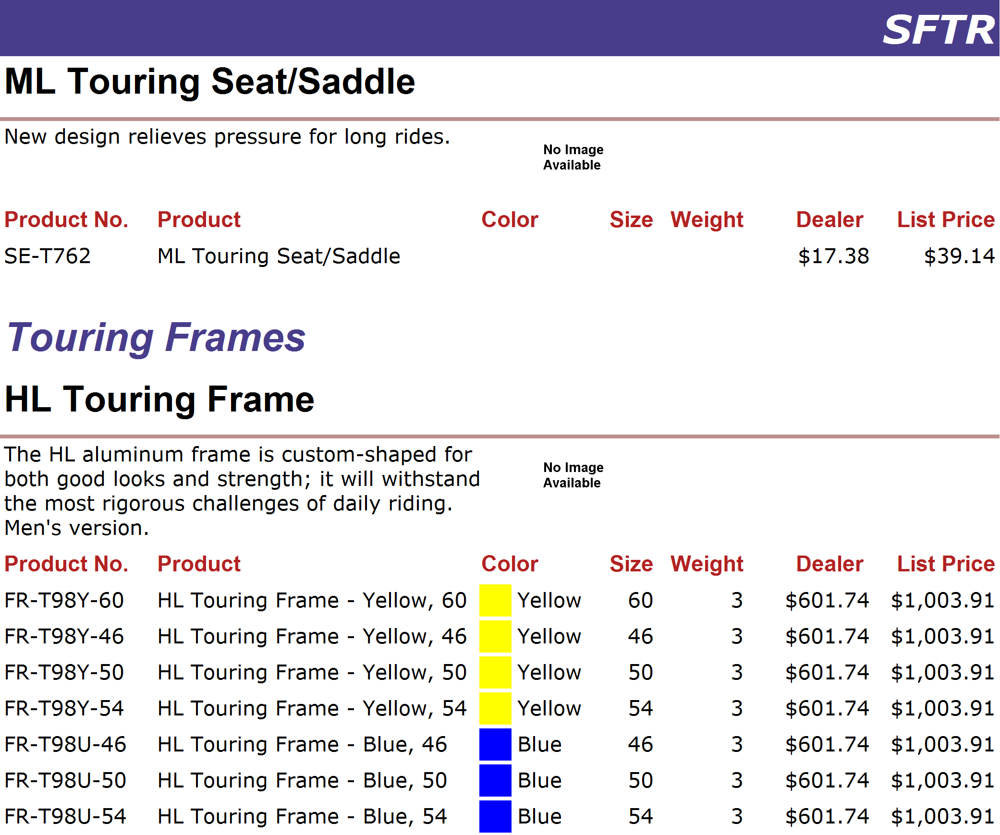 SFTR
ML Touring Seat/Saddle
New design relieves pressure for long rides.
No Image
Available
Product No. Product Color Size Weight Dealer List Price
SE-T762 ML Touring Seat/Saddle $17.38 $39.14
Touring Frames
HL Touring Frame
The HL aluminum frame is custom-shaped for
both good looks and strength; it will withstand
the most rigorous challenges of daily riding.
Men's version.
No Image
Available
Product No. Product Color Size Weight Dealer List Price
FR-T98Y-60 HL Touring Frame - Yellow, 60 Yellow 60 3 $601.74 $1,003.91
FR-T98Y-46 HL Touring Frame - Yellow, 46 Yellow 46 3 $601.74 $1,003.91
FR-T98Y-50 HL Touring Frame - Yellow, 50 Yellow 50 3 $601.74 $1,003.91
FR-T98Y-54 HL Touring Frame - Yellow, 54 Yellow 54 3 $601.74 $1,003.91
FR-T98U-46 HL Touring Frame - Blue, 46 Blue 46 3 $601.74 $1,003.91
FR-T98U-50 HL Touring Frame - Blue, 50 Blue 50 3 $601.74 $1,003.91
FR-T98U-54 HL Touring Frame - Blue, 54 Blue 54 3 $601.74 $1,003.91